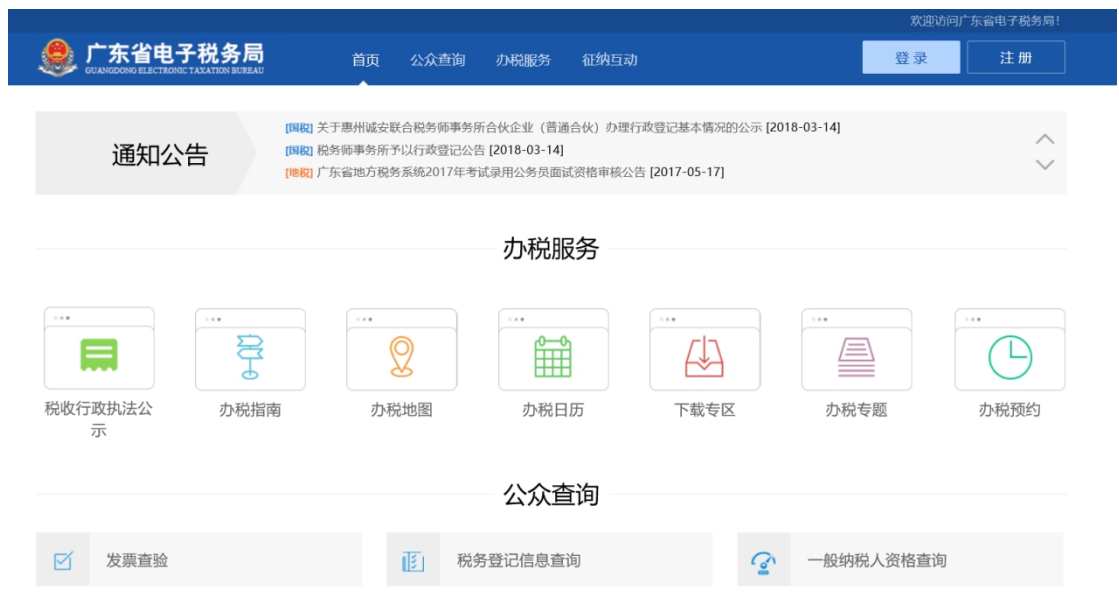 欢迎访问广东省电子税务局!
广东省电子税务局
GUANGDONG ELECTRONIC TAXATION BUREAU
首页 公众查询 办税服务 征纳互动 登录 注册
通知公告
[国税] 关于惠州诚安联合税务师事务所合伙企业（普通合伙）办理行政登记基本情况的公示 [2018-03-14]
[国税] 税务师事务所予以行政登记公告 [2018-03-14]
[地税] 广东省地方税务系统2017年考试录用公务员面试资格审核公告 [2017-05-17]
办税服务
税收行政执法公
示
办税指南 办税地图 办税日历 下载专区 办税专题 办税预约
公众查询
发票查验 税务登记信息查询 一般纳税人资格查询